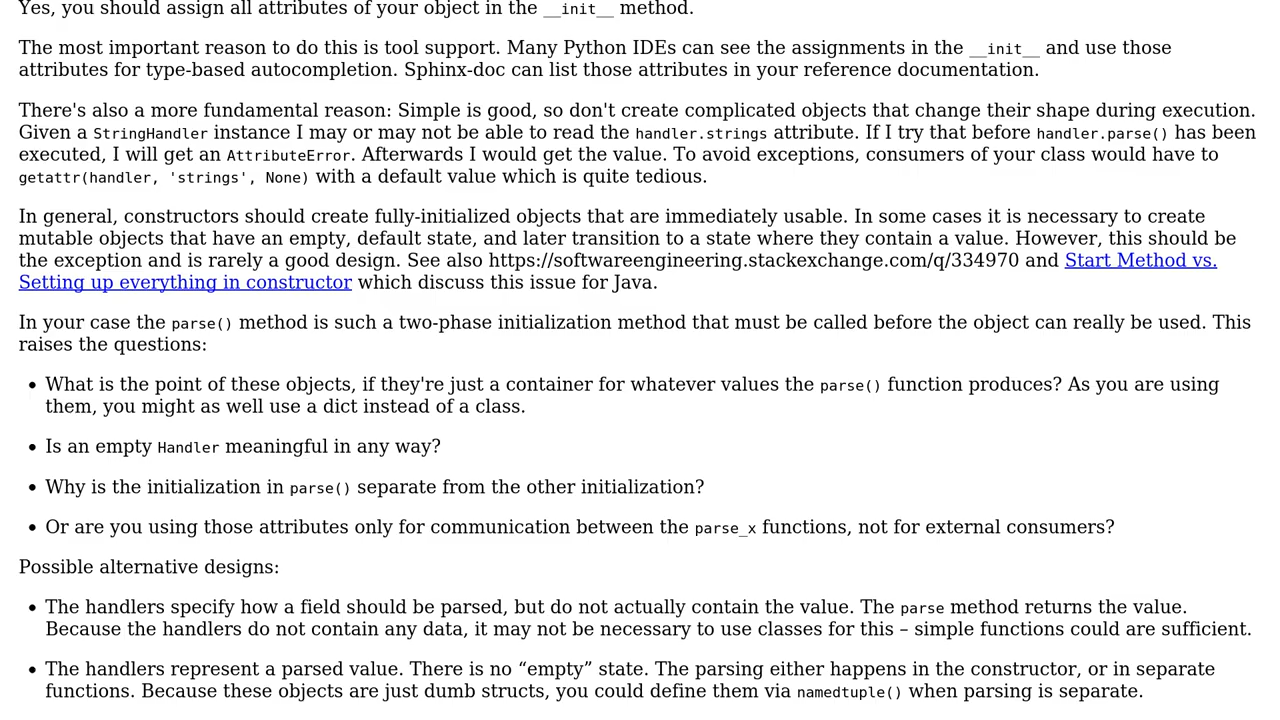 Yes, you should assign all attributes of your object in the __init__ method.
The most important reason to do this is tool support. Many Python IDEs can see the assignments in the __init__ and use those
attributes for type-based autocompletion. Sphinx-doc can list those attributes in your reference documentation.
There's also a more fundamental reason: Simple is good, so don't create complicated objects that change their shape during execution.
Given a StringHandler instance I may or may not be able to read the handler.strings attribute. If I try that before handler.parse() has been
executed, I will get an AttributeError. Afterwards I would get the value. To avoid exceptions, consumers of your class would have to
getattr(handler, 'strings', None) with a default value which is quite tedious.
In general, constructors should create fully-initialized objects that are immediately usable. In some cases it is necessary to create
mutable objects that have an empty, default state, and later transition to a state where they contain a value. However, this should be
the exception and is rarely a good design. See also https://softwareengineering.stackexchange.com/q/334970 and Start Method vs.
Setting up everything in constructor which discuss this issue for Java.
In your case the parse() method is such a two-phase initialization method that must be called before the object can really be used. This
raises the questions:
• What is the point of these objects, if they're just a container for whatever values the parse() function produces? As you are using
them, you might as well use a dict instead of a class.
• Is an empty Handler meaningful in any way?
• Why is the initialization in parse() separate from the other initialization?
• Or are you using those attributes only for communication between the parse_x functions, not for external consumers?
Possible alternative designs:
• The handlers specify how a field should be parsed, but do not actually contain the value. The parse method returns the value.
Because the handlers do not contain any data, it may not be necessary to use classes for this – simple functions could are sufficient.
• The handlers represent a parsed value. There is no “empty” state. The parsing either happens in the constructor, or in separate
functions. Because these objects are just dumb structs, you could define them via namedtuple() when parsing is separate.